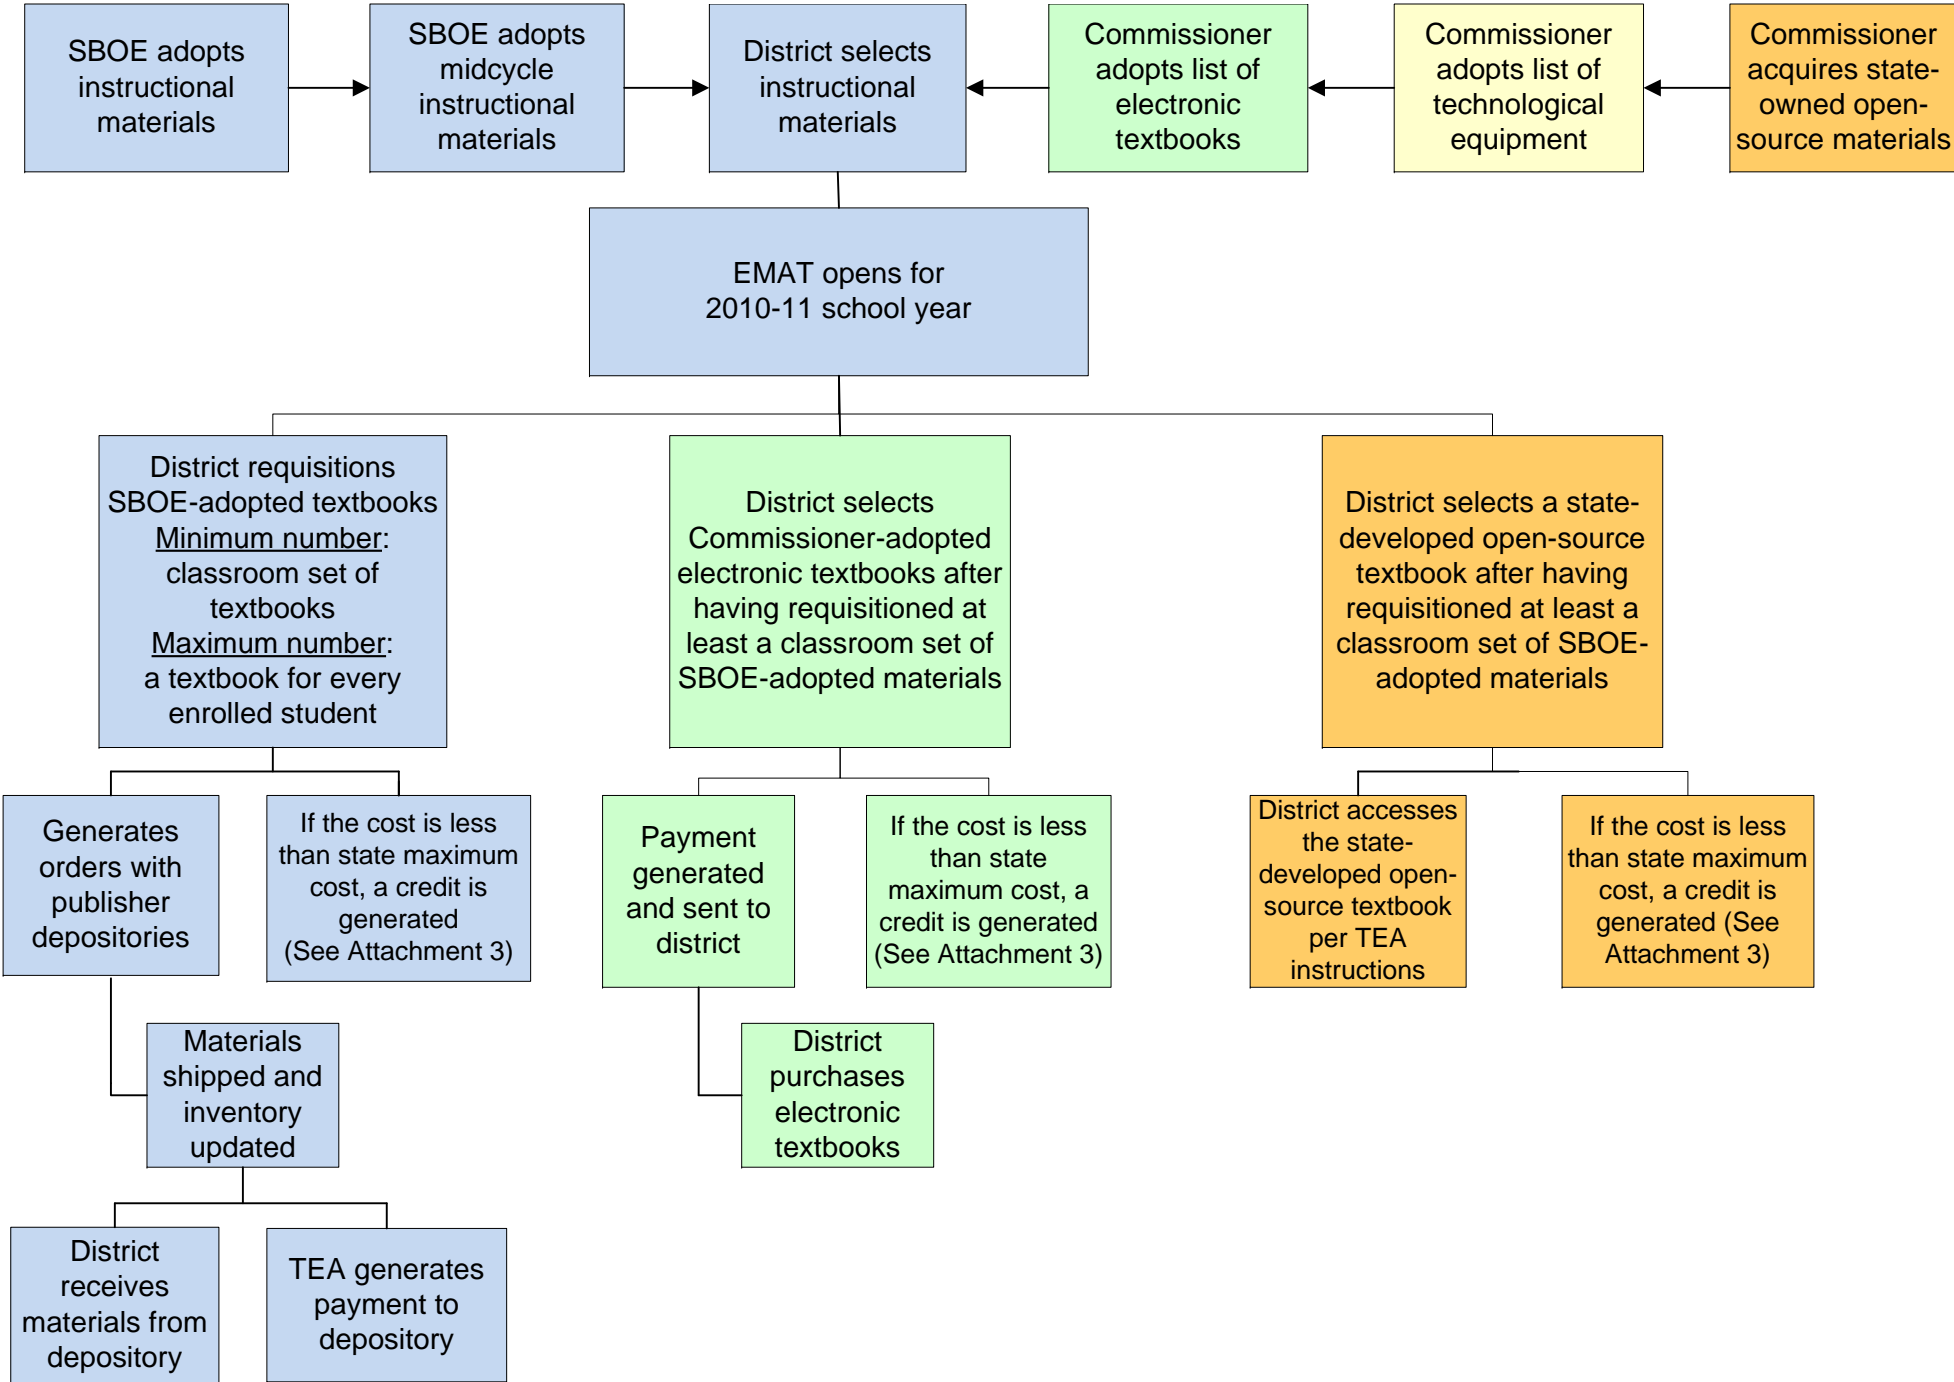 SBOE adopts
instructional
materials
SBOE adopts
midcycle
instructional
materials
District selects
instructional
materials
Commissioner
adopts list of
electronic
textbooks
Commissioner
adopts list of
technological
equipment
Commissioner
acquires state-
owned open-
source materials
EMAT opens for
2010-11 school year
District requisitions
SBOE-adopted textbooks
Minimum number:
classroom set of
textbooks
Maximum number:
a textbook for every
enrolled student
District selects
Commissioner-adopted
electronic textbooks after
having requisitioned at
least a classroom set of
SBOE-adopted materials
District selects a state-
developed open-source
textbook after having
requisitioned at least a
classroom set of SBOE-
adopted materials
Generates
orders with
publisher
depositories
If the cost is less
than state maximum
cost, a credit is
generated
(See Attachment 3)
Payment
generated
and sent to
district
If the cost is less
than state
maximum cost, a
credit is generated
(See Attachment 3)
District accesses
the state-
developed open-
source textbook
per TEA
instructions
If the cost is less
than state maximum
cost, a credit is
generated (See
Attachment 3)
Materials
shipped and
inventory
updated
District
purchases
electronic
textbooks
District
receives
materials from
depository
TEA generates
payment to
depository